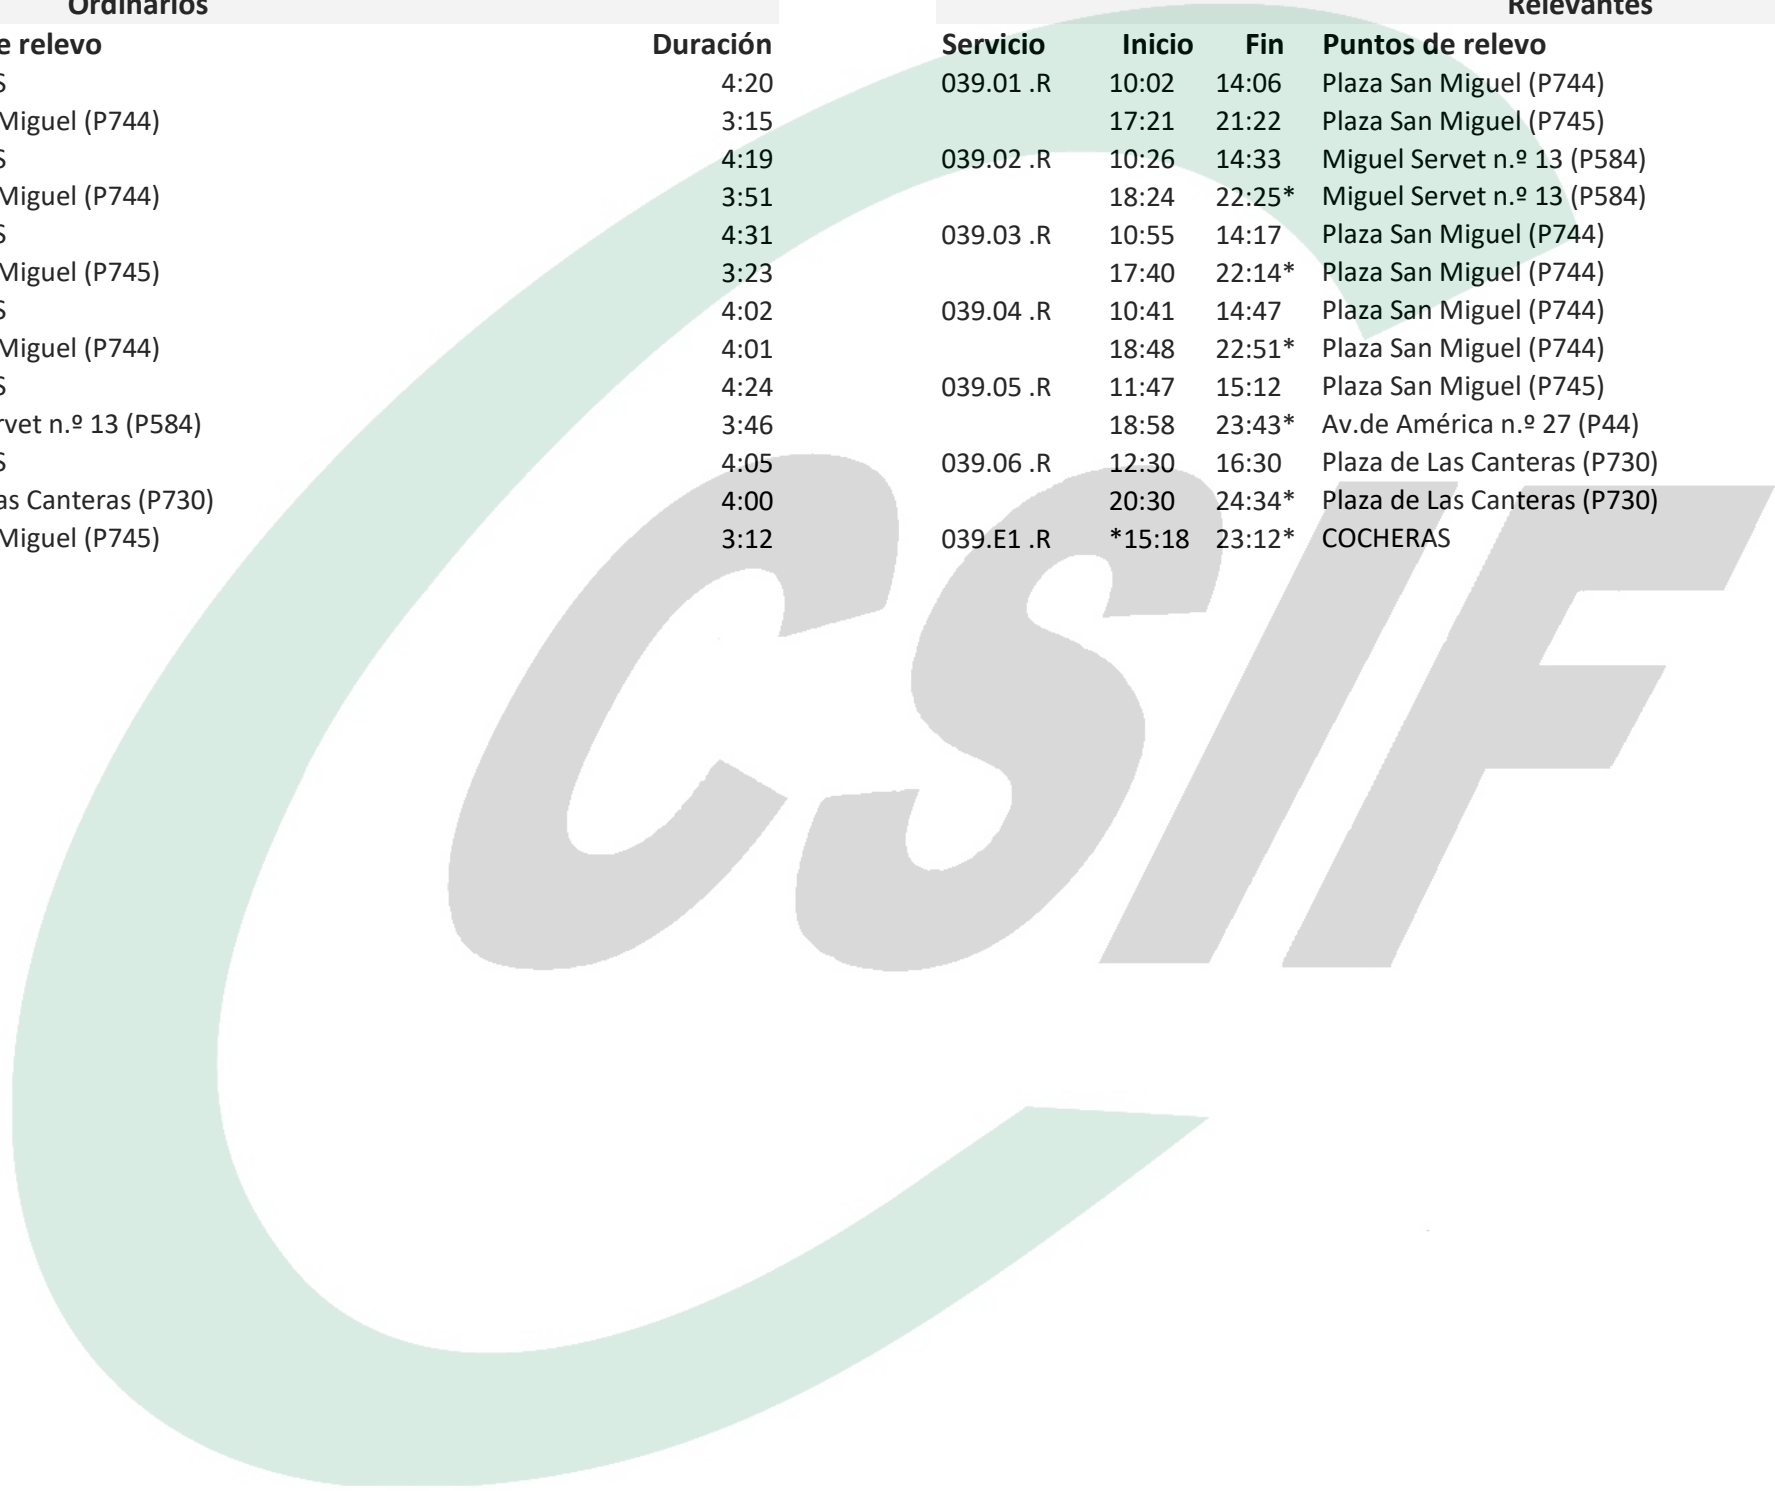 Ordinarios Relevantes
e relevo Duración Servicio Inicio Fin Puntos de relevo
S 4:20 039.01 .R 10:02 14:06 Plaza San Miguel (P744)
Miguel (P744) 3:15 17:21 21:22 Plaza San Miguel (P745)
S 4:19 039.02 .R 10:26 14:33 Miguel Servet n.º 13 (P584)
Miguel (P744) 3:51 18:24 22:25* Miguel Servet n.º 13 (P584)
S 4:31 039.03 .R 10:55 14:17 Plaza San Miguel (P744)
Miguel (P745) 3:23 17:40 22:14* Plaza San Miguel (P744)
S 4:02 039.04 .R 10:41 14:47 Plaza San Miguel (P744)
Miguel (P744) 4:01 18:48 22:51* Plaza San Miguel (P744)
S 4:24 039.05 .R 11:47 15:12 Plaza San Miguel (P745)
rvet n.º 13 (P584) 3:46 18:58 23:43* Av.de América n.º 27 (P44)
S 4:05 039.06 .R 12:30 16:30 Plaza de Las Canteras (P730)
as Canteras (P730) 4:00 20:30 24:34* Plaza de Las Canteras (P730)
Miguel (P745) 3:12 039.E1 .R *15:18 23:12* COCHERAS
CSIF